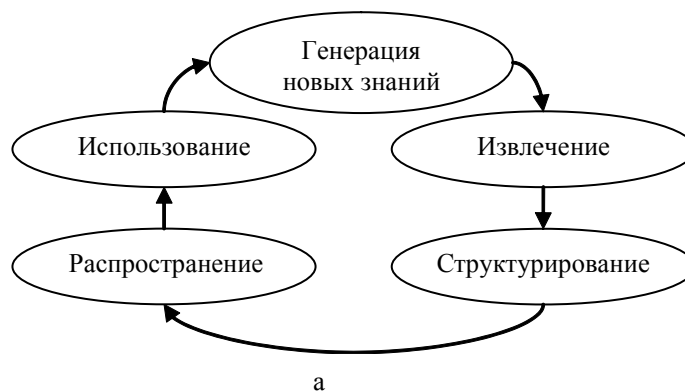 Генерация
новых знаний
Использование
Извлечение
Распространение
Структурирование
а